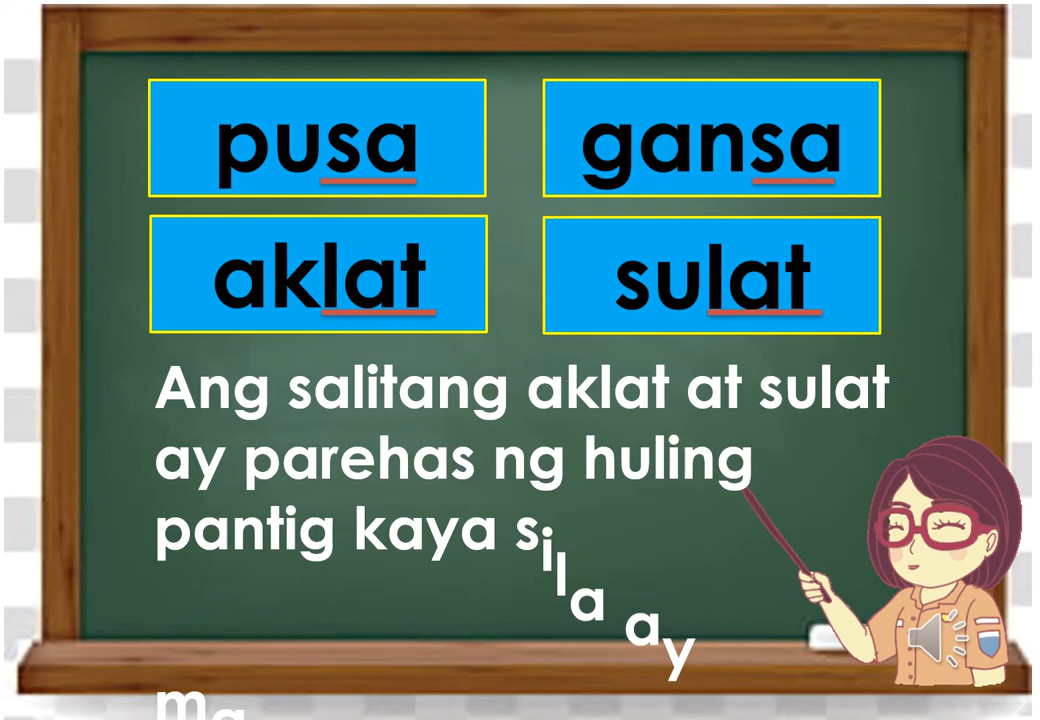 pusa
gansa
aklat
sulat
Ang salitang aklat at sulat
ay parehas ng huling
pantig kaya sila ay